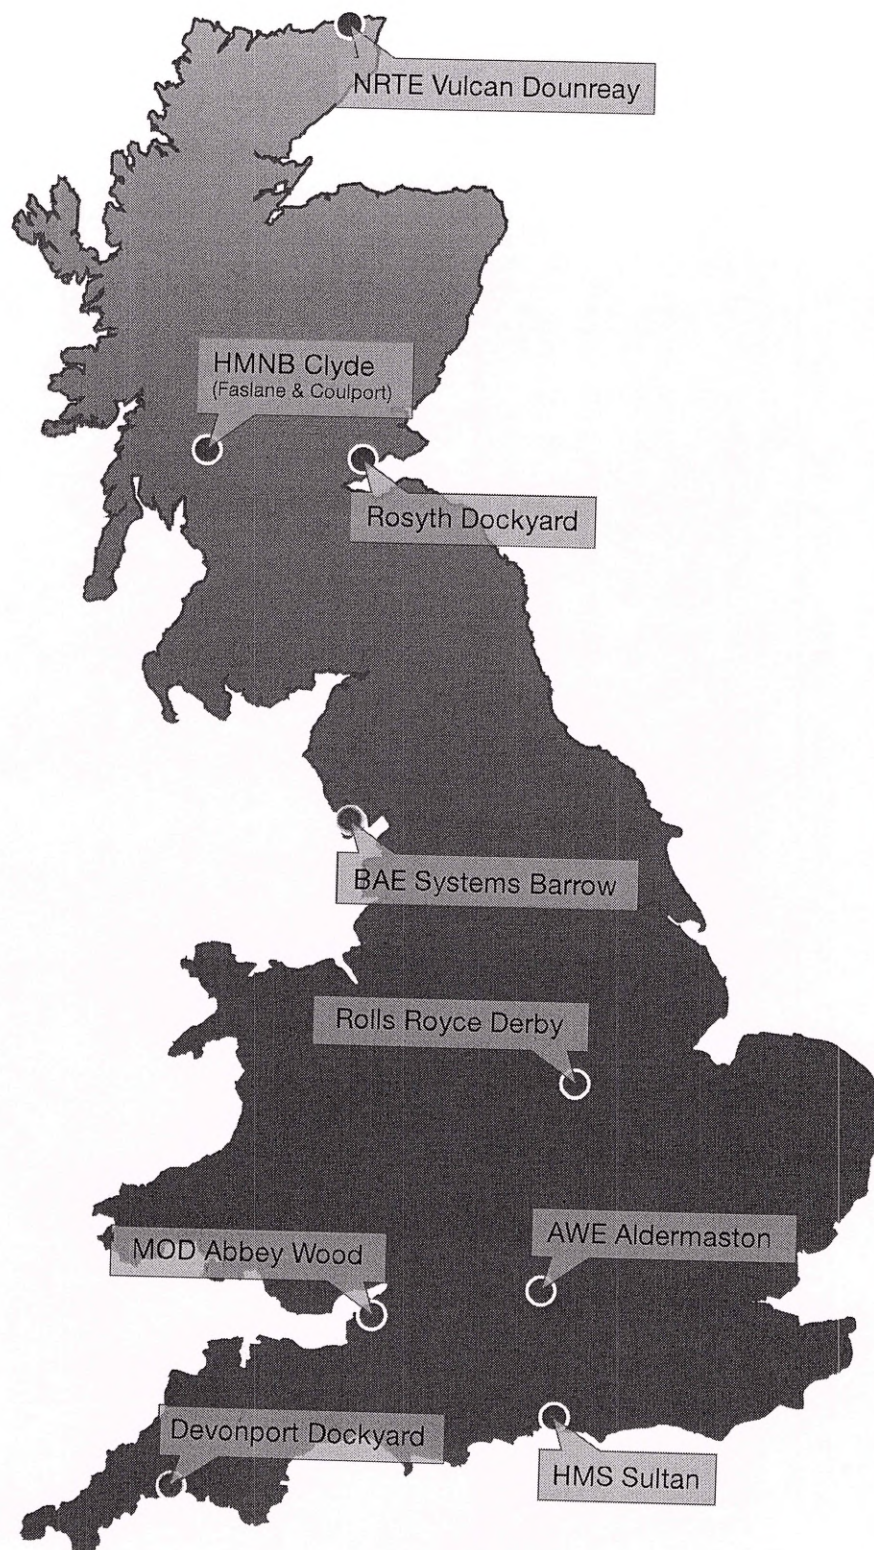 NRTE Vulcan Dounreay
HMNB Clyde
(Faslane & Coulport)
Rosyth Dockyard
BAE Systems Barrow
Rolls Royce Derby
AWE Aldermaston
MOD Abbey Wood
Devonport Dockyard
HMS Sultan